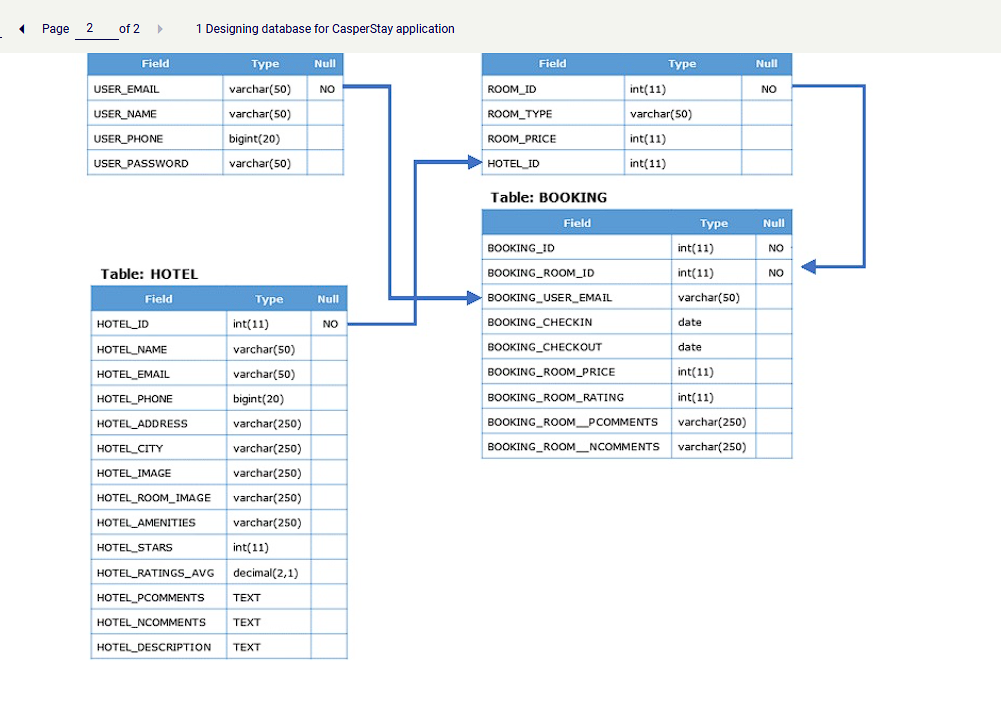 Page 2 of 2 1 Designing database for CasperStay application
Field Type Null
USER_EMAIL varchar(50) NO
USER_NAME varchar(50)
USER_PHONE bigint(20)
USER_PASSWORD varchar(50)
Field Type Null
ROOM_ID int(11) NO
ROOM_TYPE varchar(50)
ROOM_PRICE int(11)
HOTEL_ID int(11)
Table: BOOKING
Field Type Null
BOOKING_ID int(11) NO
BOOKING_ROOM_ID int(11) NO
BOOKING_USER_EMAIL varchar(50)
BOOKING_CHECKIN date
BOOKING_CHECKOUT date
BOOKING_ROOM_PRICE int(11)
BOOKING_ROOM_RATING int(11)
BOOKING_ROOM__PCOMMENTS varchar(250)
BOOKING_ROOM__NCOMMENTS varchar(250)
Table: HOTEL
Field Type Null
HOTEL_ID int(11) NO
HOTEL_NAME varchar(50)
HOTEL_EMAIL varchar(50)
HOTEL_PHONE bigint(20)
HOTEL_ADDRESS varchar(250)
HOTEL_CITY varchar(250)
HOTEL_IMAGE varchar(250)
HOTEL_ROOM_IMAGE varchar(250)
HOTEL_AMENITIES varchar(250)
HOTEL_STARS int(11)
HOTEL_RATINGS_AVG decimal(2,1)
HOTEL_PCOMMENTS TEXT
HOTEL_NCOMMENTS TEXT
HOTEL_DESCRIPTION TEXT